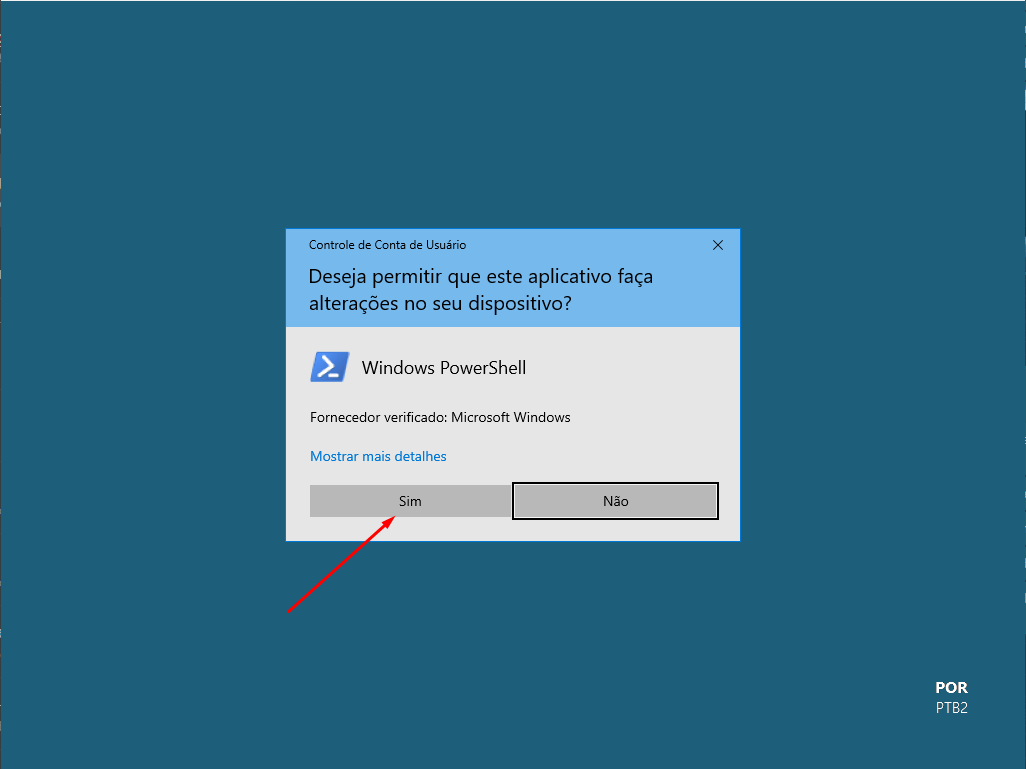 Controle de Conta de Usuário
Deseja permitir que este aplicativo faça
alterações no seu dispositivo?
Windows PowerShell
Fornecedor verificado: Microsoft Windows
Mostrar mais detalhes
Sim
Não
POR
PTB2